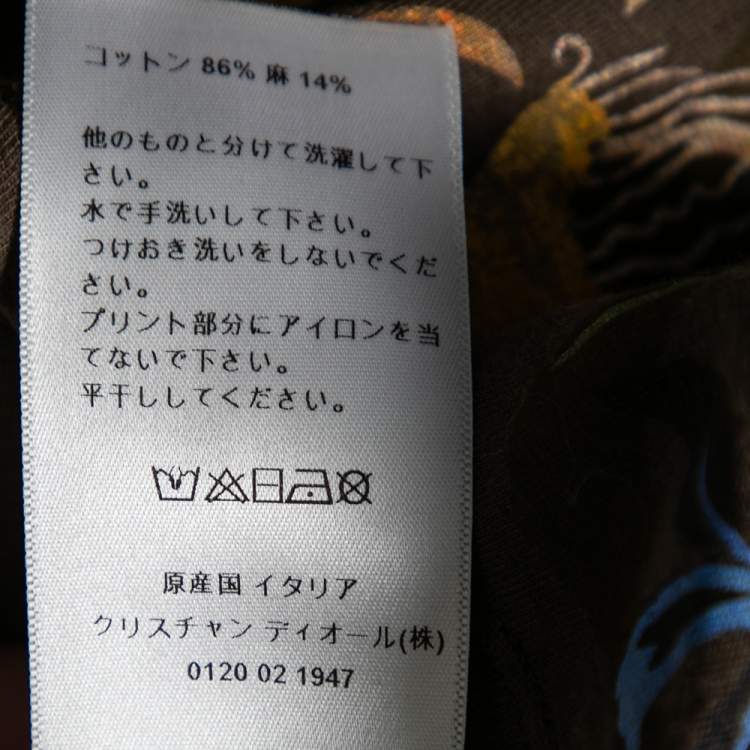 コットン 86% 麻 14%
他のものと分けて洗濯して下
さい。
水で手洗いして下さい。
つけおき洗いをしないでくだ
さい。
プリント部分にアイロンを当
てないで下さい。
平干ししてください。
原産国 イタリア
クリスチャン ディオール(株)
0120 02 1947